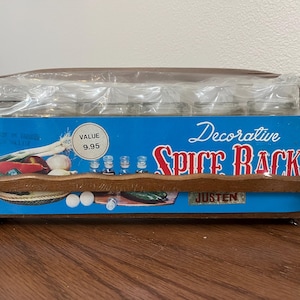 VALUE
9.95
Decorative
SPICE RACK
JUSTEN